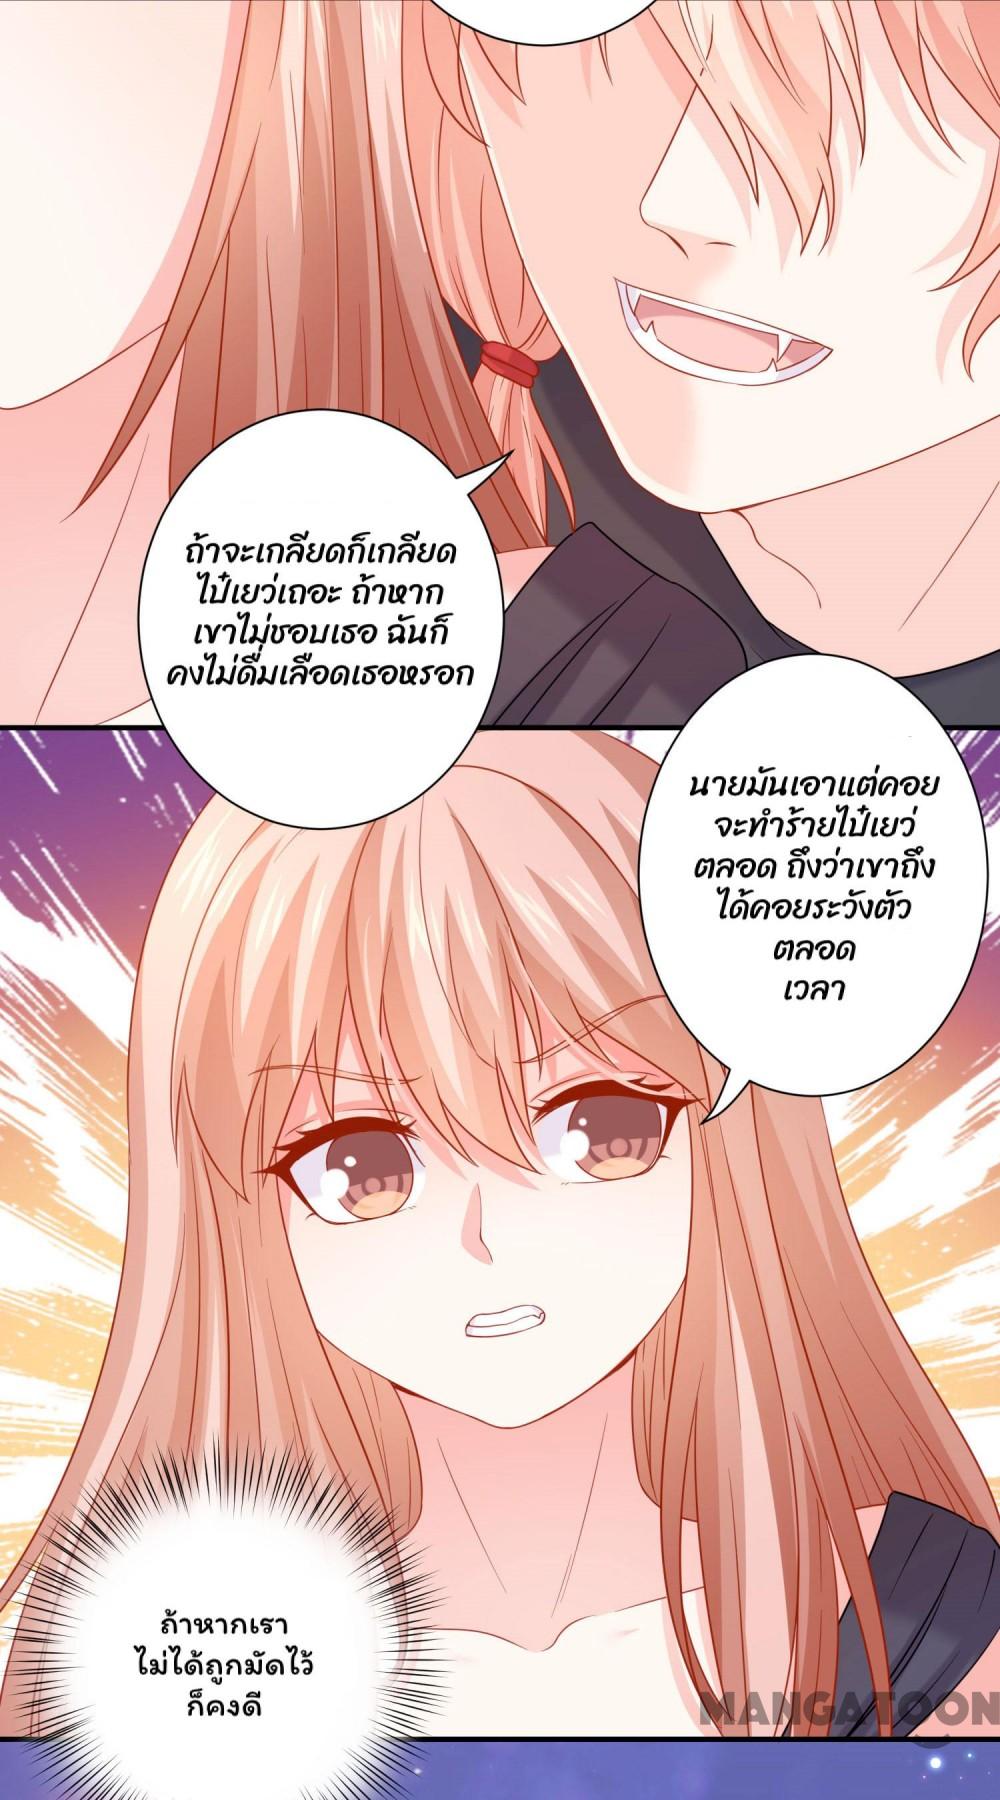 ถ้าจะเกลียดก็เกลียด
ไป๋เยว่เถอะ ถ้าหาก
เขาไม่ชอบเธอ ฉันก็
คงไม่ดื่มเลือดเธอหรอก
นายมันเอาแต่คอย
จะทำร้ายไป๋เยว่
ตลอด ถึงว่าเขาถึง
ได้คอยระวังตัว
ตลอด
เวลา
ถ้าหากเรา
ไม่ได้ถูกมัดไว้
ก็คงดี
MANGATOON